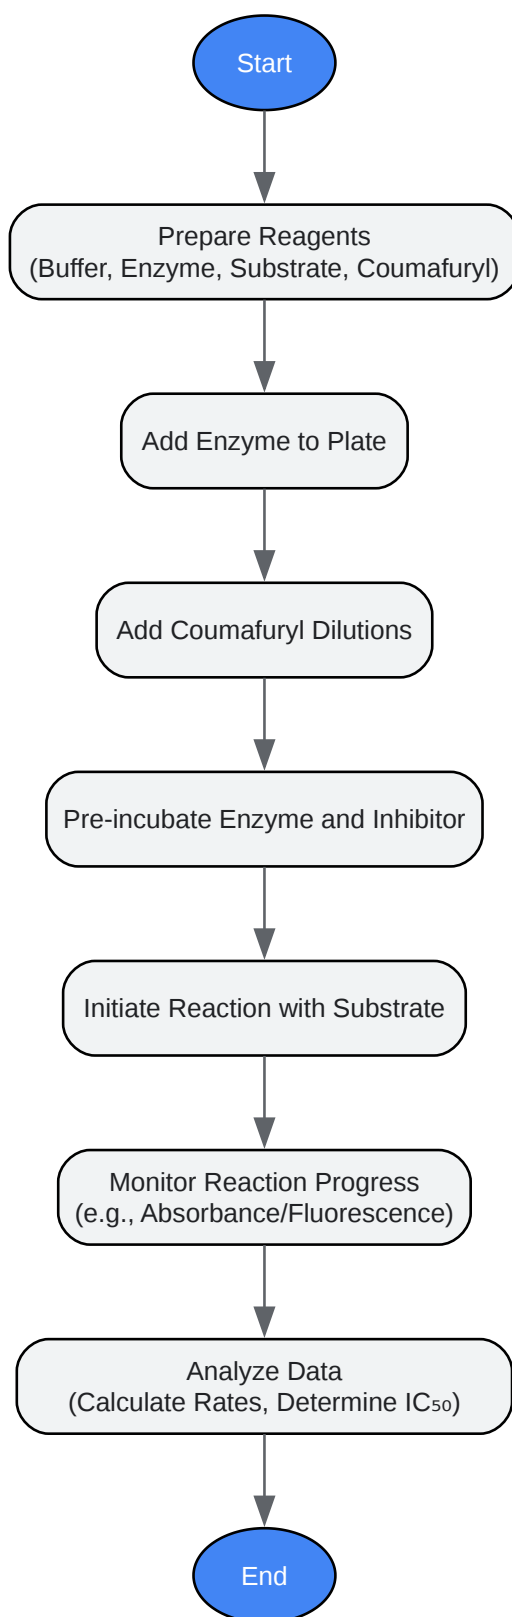 Start
Prepare Reagents
(Buffer, Enzyme, Substrate, Coumafuryl)
Add Enzyme to Plate
Add Coumafuryl Dilutions
Pre-incubate Enzyme and Inhibitor
Initiate Reaction with Substrate
Monitor Reaction Progress
(e.g., Absorbance/Fluorescence)
Analyze Data
(Calculate Rates, Determine IC₅₀)
End